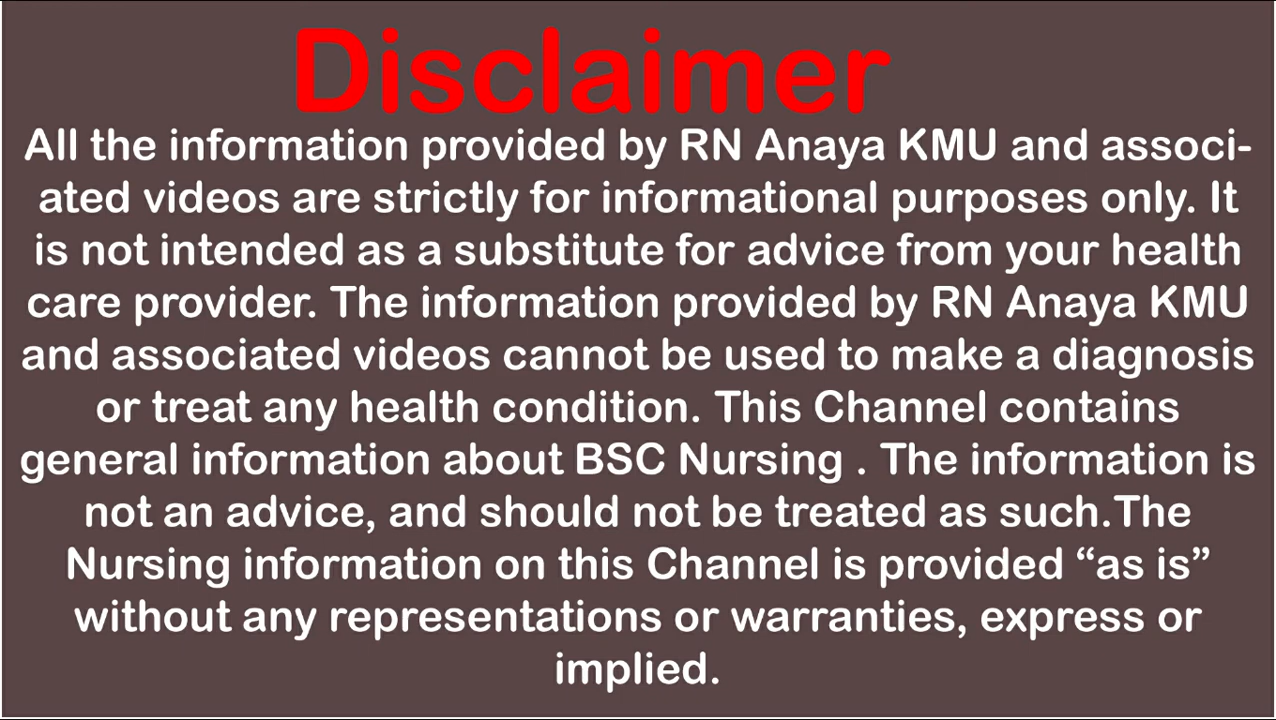 Disclaimer
All the information provided by RN Anaya KMU and associ-
ated videos are strictly for informational purposes only. It
is not intended as a substitute for advice from your health
care provider. The information provided by RN Anaya KMU
and associated videos cannot be used to make a diagnosis
or treat any health condition. This Channel contains
general information about BSC Nursing . The information is
not an advice, and should not be treated as such.The
Nursing information on this Channel is provided “as is”
without any representations or warranties, express or
implied.